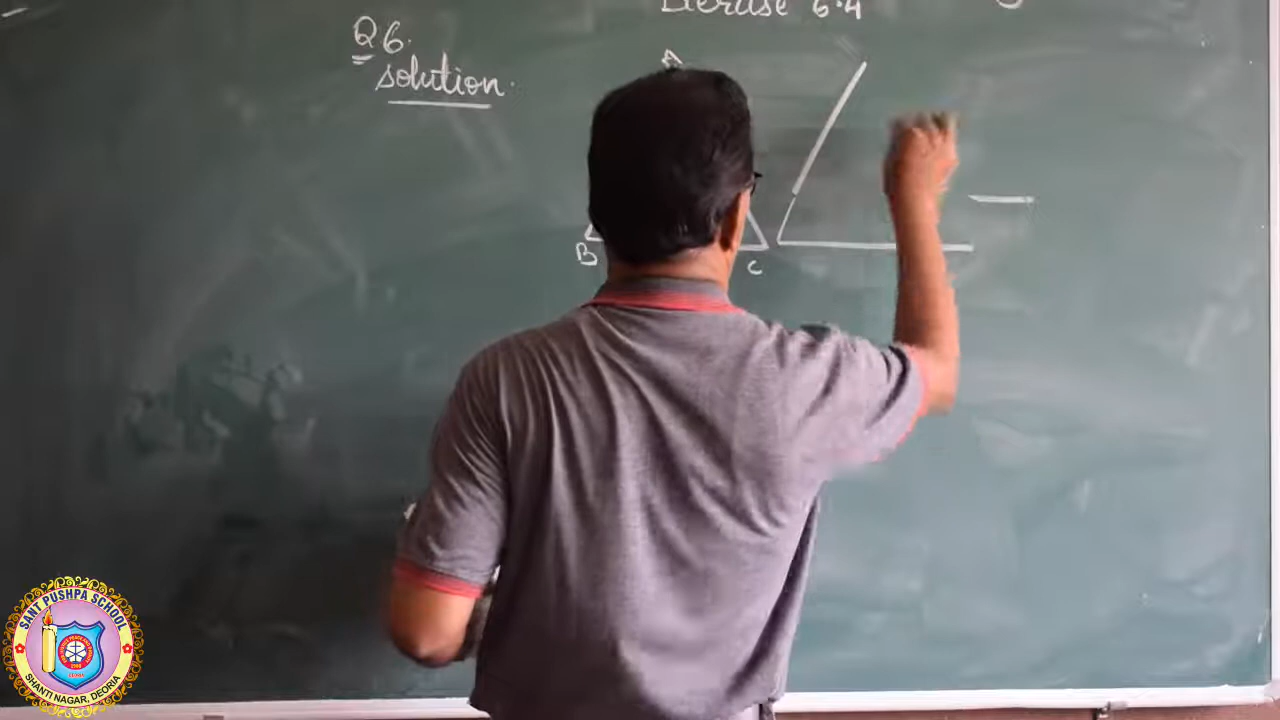 Exercise 6.4
Q6.
solution.
B
C
SANT PUSHPA SCHOOL
SHANTI NAGAR, DEORIA